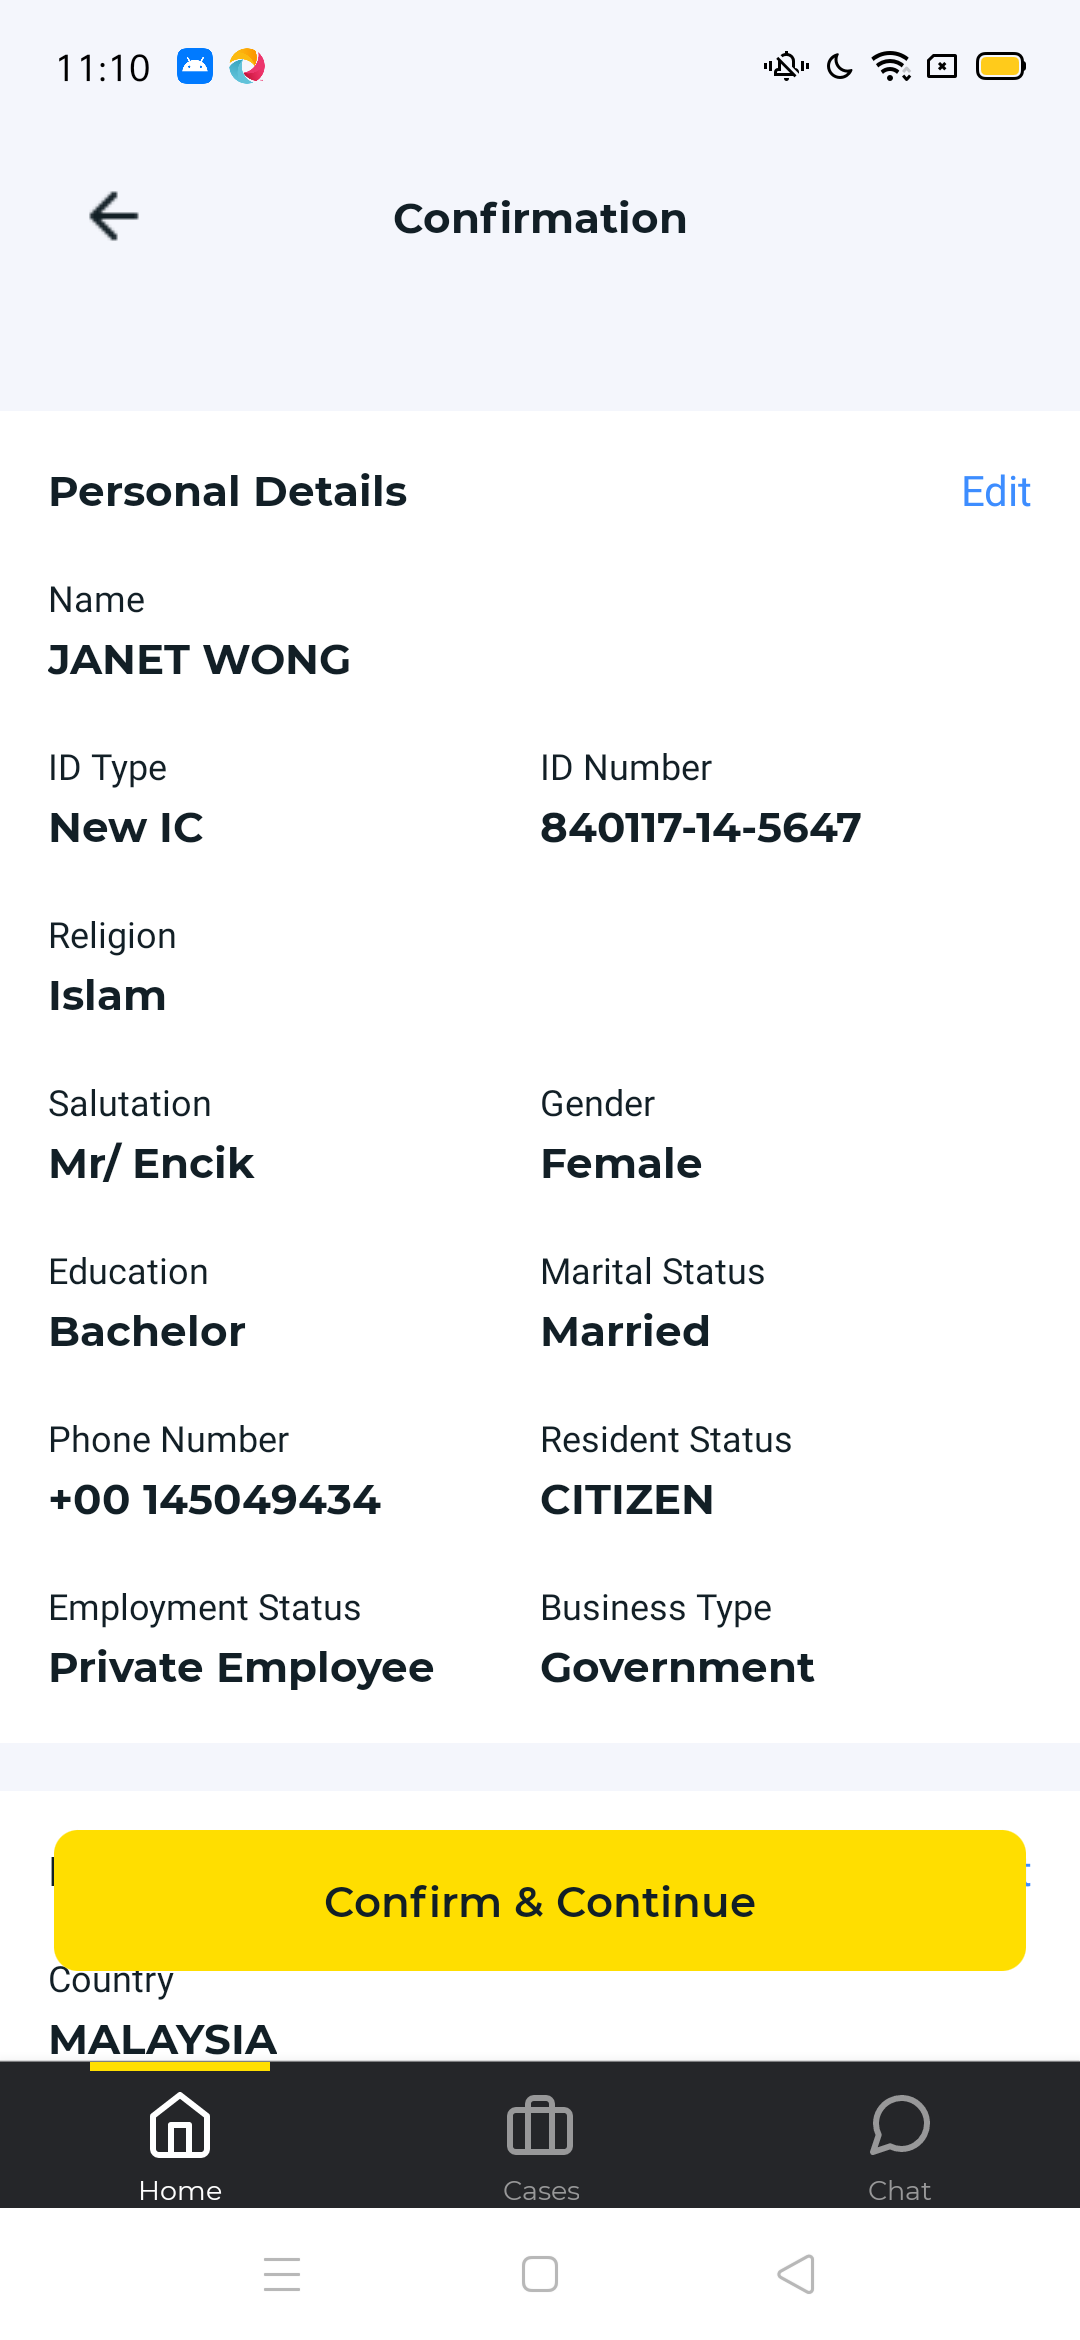 11:10
Confirmation
Personal Details
Edit
Name
JANET WONG
ID Type
ID Number
New IC
840117-14-5647
Religion
Islam
Salutation
Gender
Mr/ Encik
Female
Education
Marital Status
Bachelor
Married
Phone Number
Resident Status
+00 145049434
CITIZEN
Employment Status
Business Type
Private Employee
Government
Confirm & Continue
Country
MALAYSIA
Home
Cases
Chat